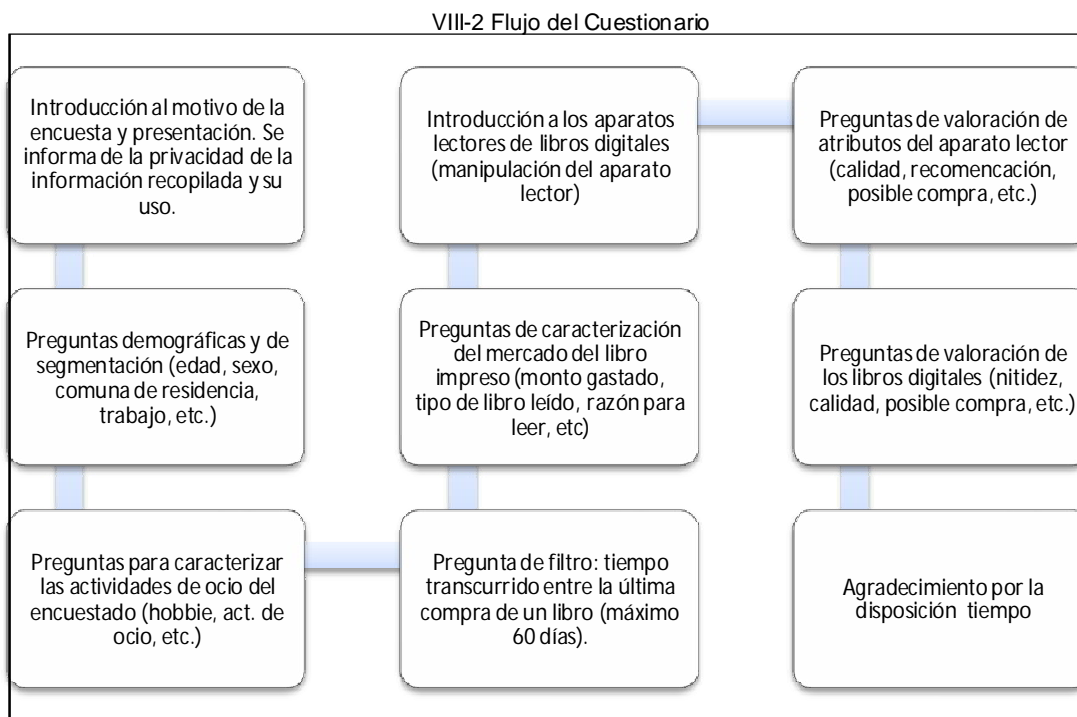 VIII-2 Flujo del Cuestionario
Introducción al motivo de la
encuesta y presentación. Se
informa de la privacidad de la
información recopilada y su
uso.
Preguntas demográficas y de
segmentación (edad, sexo,
comuna de residencia,
trabajo, etc.)
Preguntas para caracterizar
las actividades de ocio del
encuestado (hobbie, act. de
ocio, etc.)
Pregunta de filtro: tiempo
transcurrido entre la última
compra de un libro (máximo
60 días).
Preguntas de caracterización
del mercado del libro
impreso (monto gastado,
tipo de libro leído, razón para
leer, etc)
Introducción a los aparatos
lectores de libros digitales
(manipulación del aparato
lector)
Preguntas de valoración de
atributos del aparato lector
(calidad, recomencación,
posible compra, etc.)
Preguntas de valoración de
los libros digitales (nitidez,
calidad, posible compra, etc.)
Agradecimiento por la
disposición tiempo